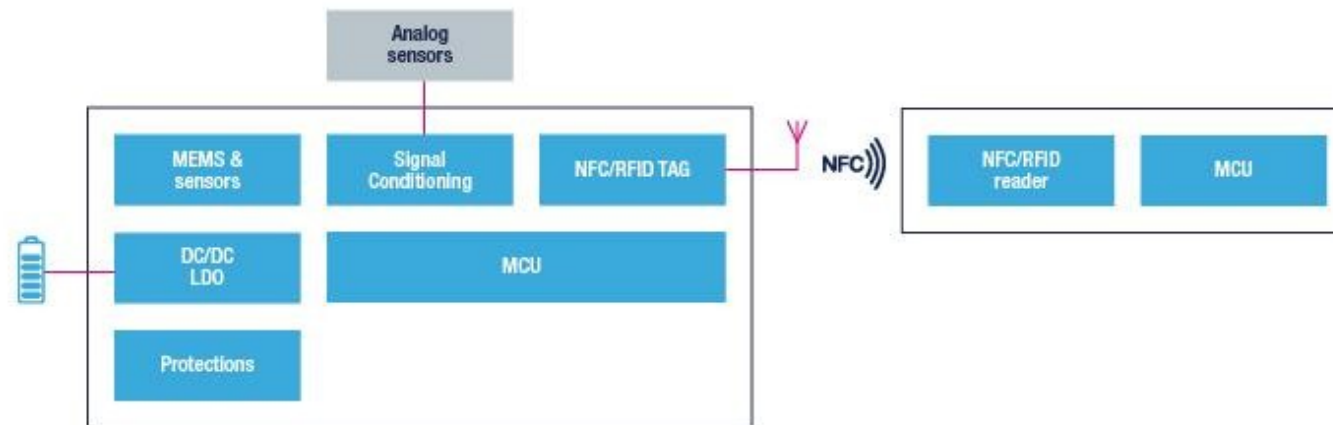 Analog
sensors
MEMS &
sensors
Signal
Conditioning
NFC/RFID TAG
NFC
NFC/RFID
reader
MCU
DC/DC
LDO
MCU
Protections